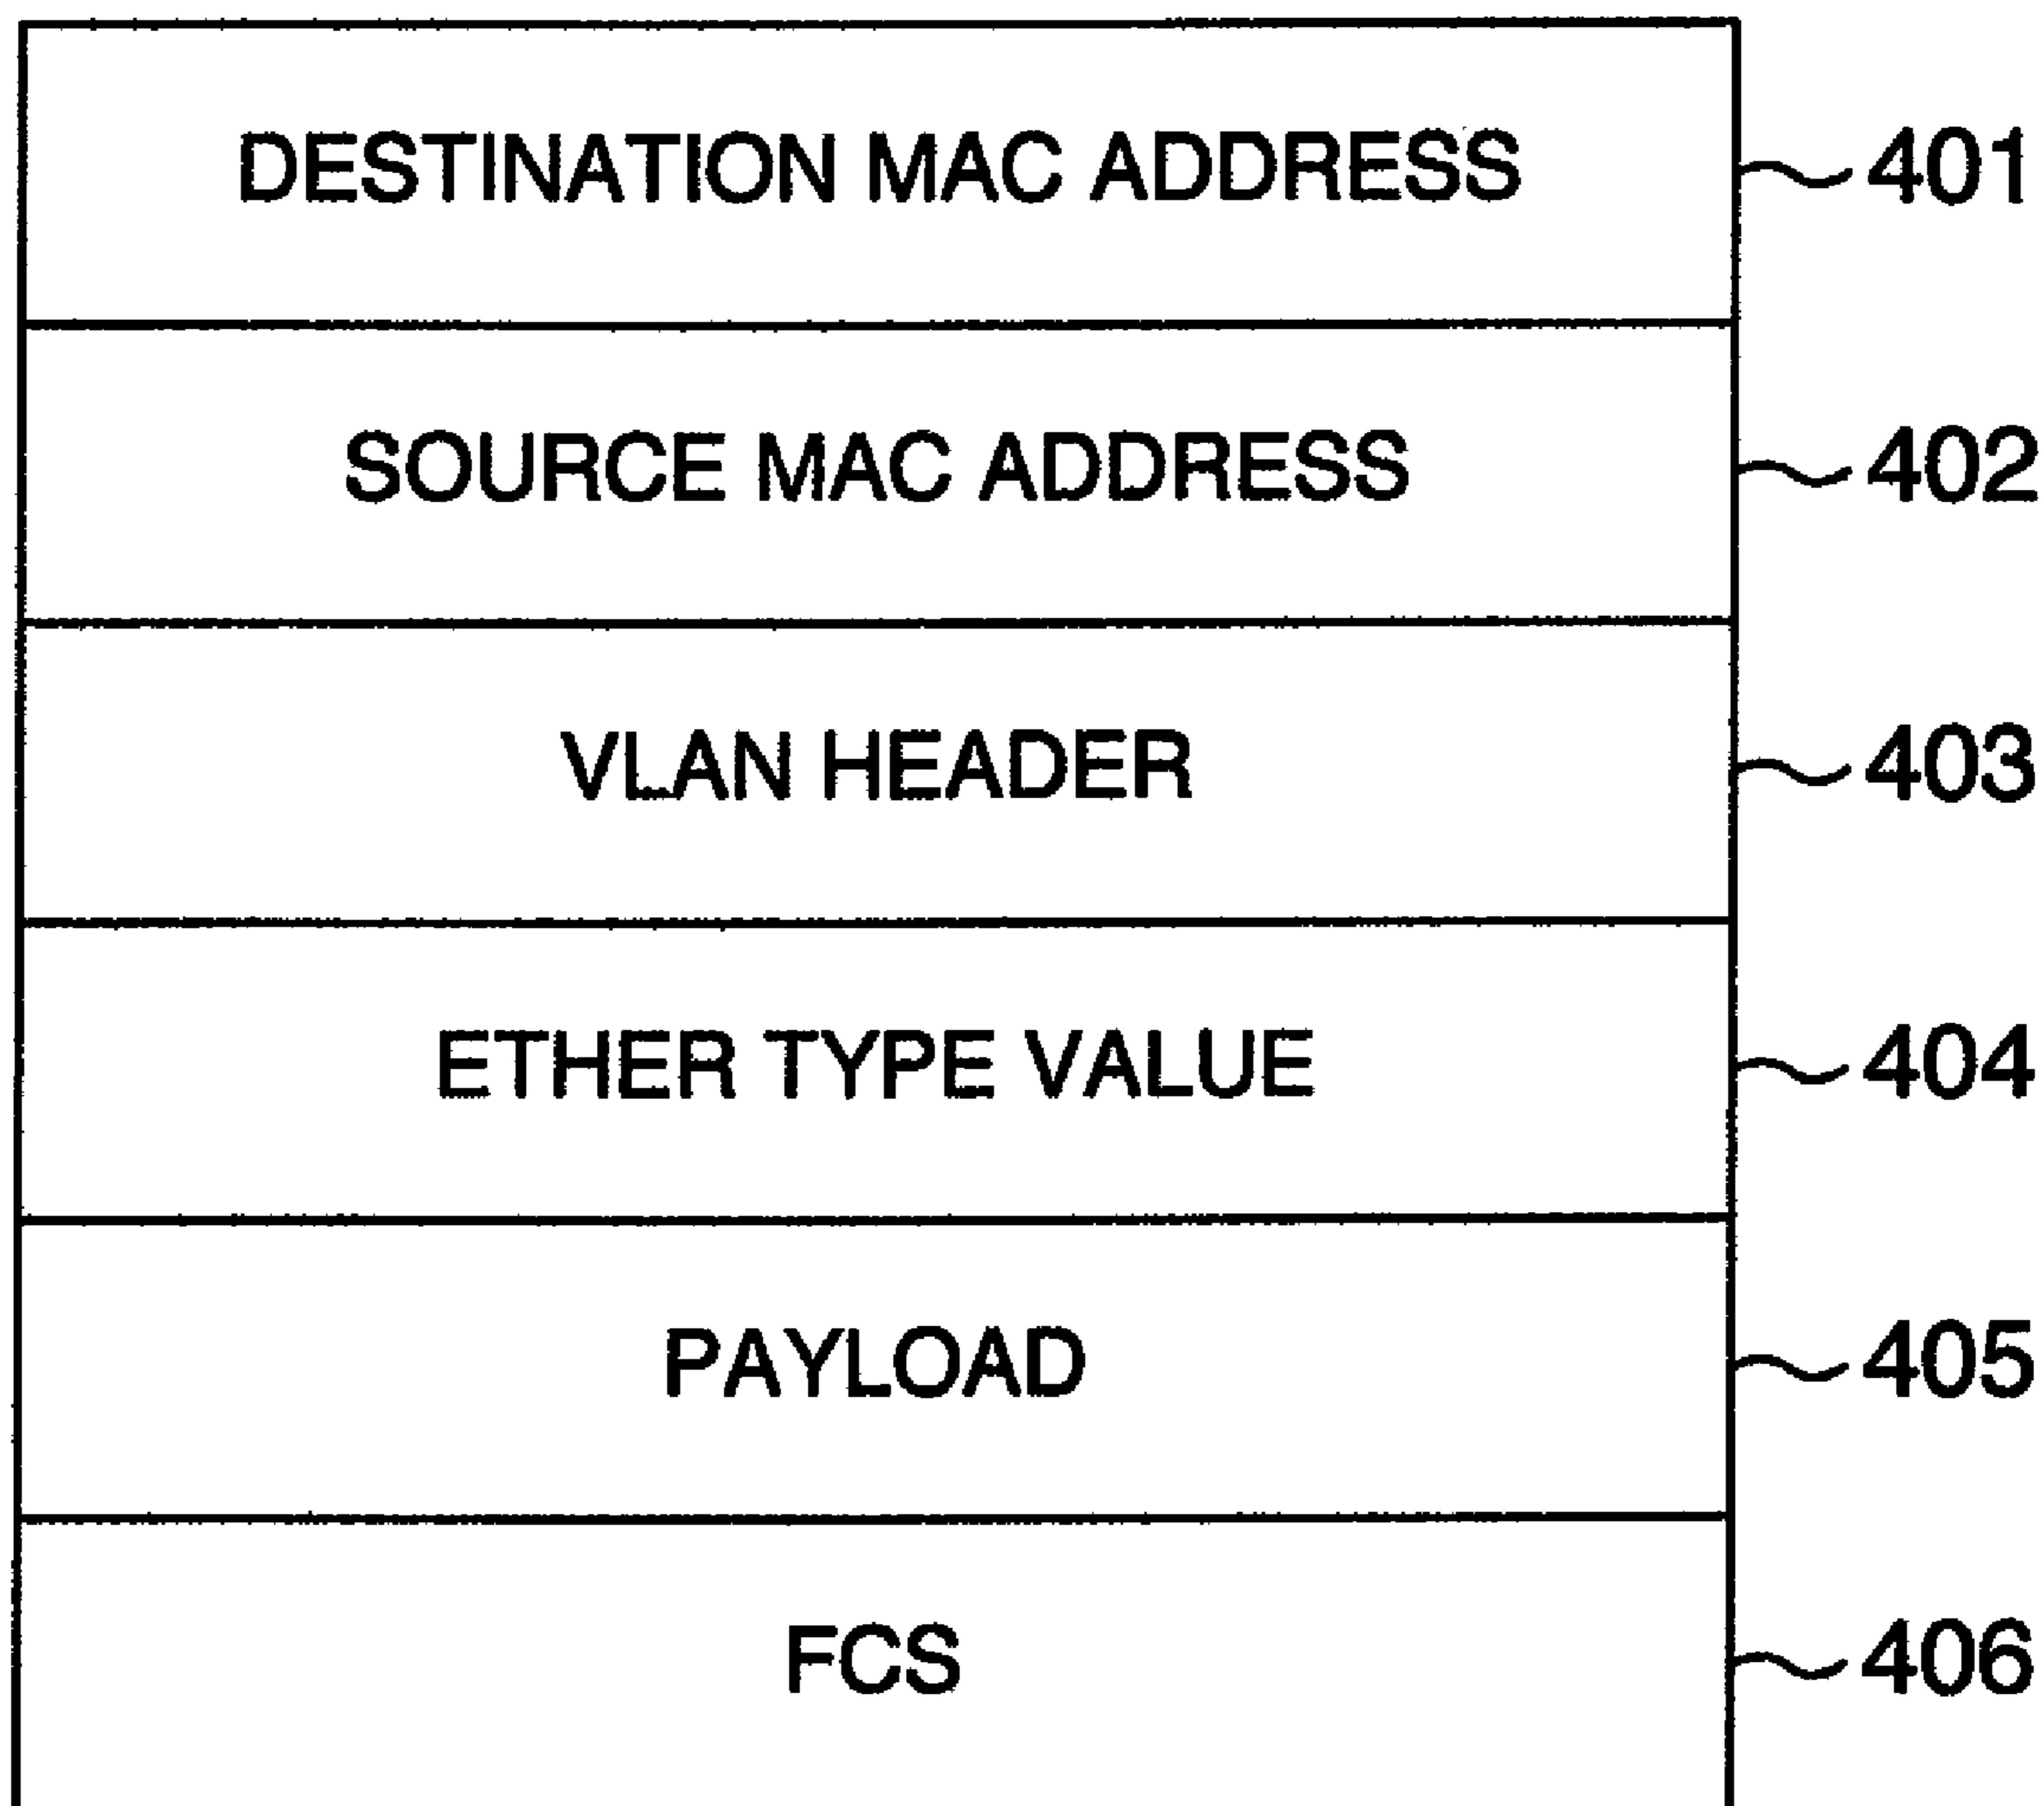 DESTINATION MAC ADDRESS 401
SOURCE MAC ADDRESS 402
VLAN HEADER 403
ETHER TYPE VALUE 404
PAYLOAD 405
FCS 406